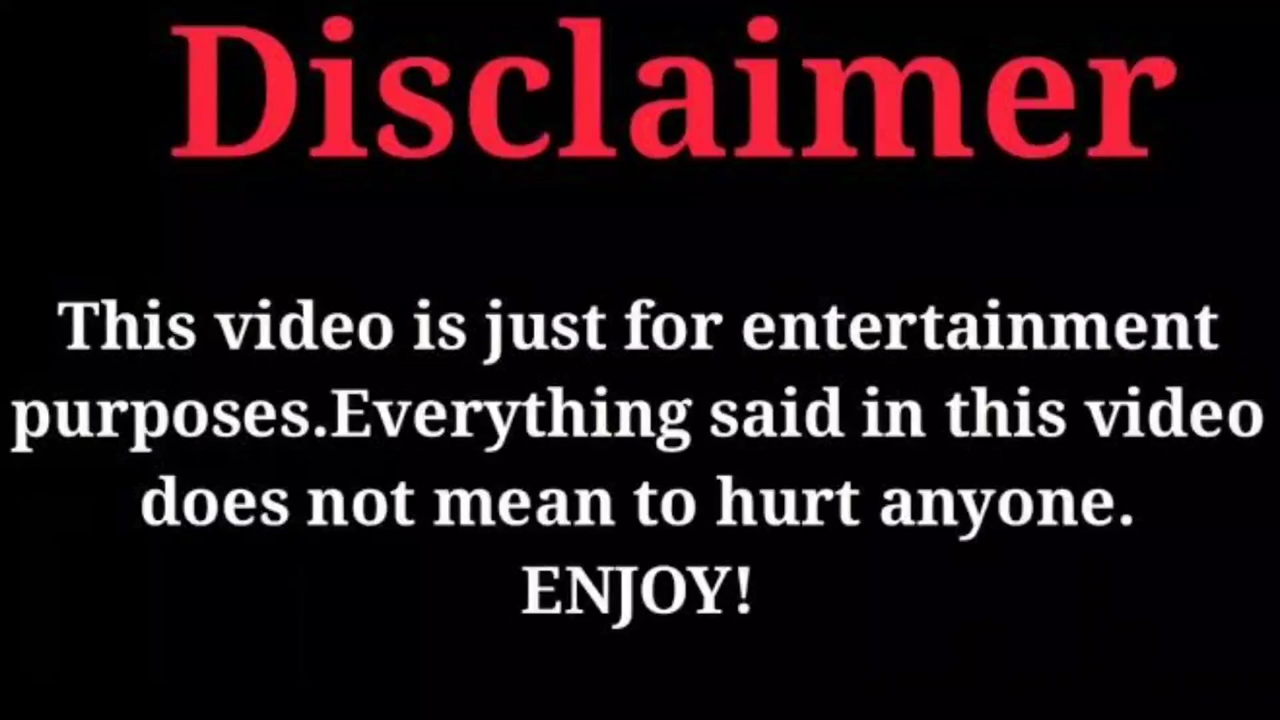 Disclaimer
This video is just for entertainment
purposes.Everything said in this video
does not mean to hurt anyone.
ENJOY!